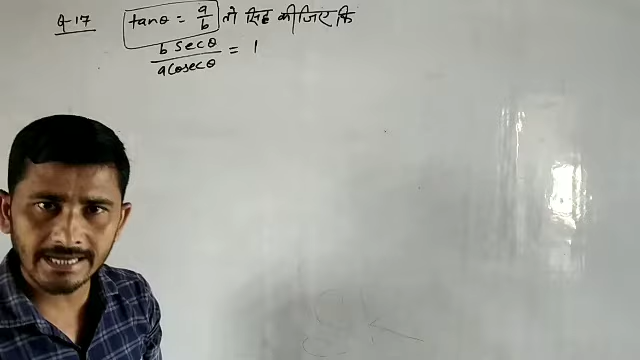 Q-17 tanθ = a/b तो सिद्ध कीजिए कि
b secθ / a cosecθ = 1